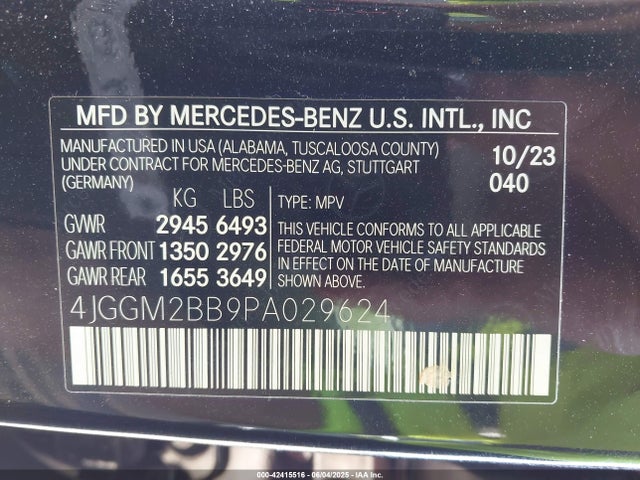 MFD BY MERCEDES-BENZ U.S. INTL., INC
MANUFACTURED IN USA (ALABAMA, TUSCALOOSA COUNTY)
UNDER CONTRACT FOR MERCEDES-BENZ AG, STUTTGART
(GERMANY)
10/23
040
KG LBS
GVWR 2945 6493
GAWR FRONT 1350 2976
GAWR REAR 1655 3649
TYPE: MPV
THIS VEHICLE CONFORMS TO ALL APPLICABLE
FEDERAL MOTOR VEHICLE SAFETY STANDARDS
IN EFFECT ON THE DATE OF MANUFACTURE
SHOWN ABOVE.
4JGGM2BB9PA029624
000-42415516 - 06/04/2025 - IAA Inc.